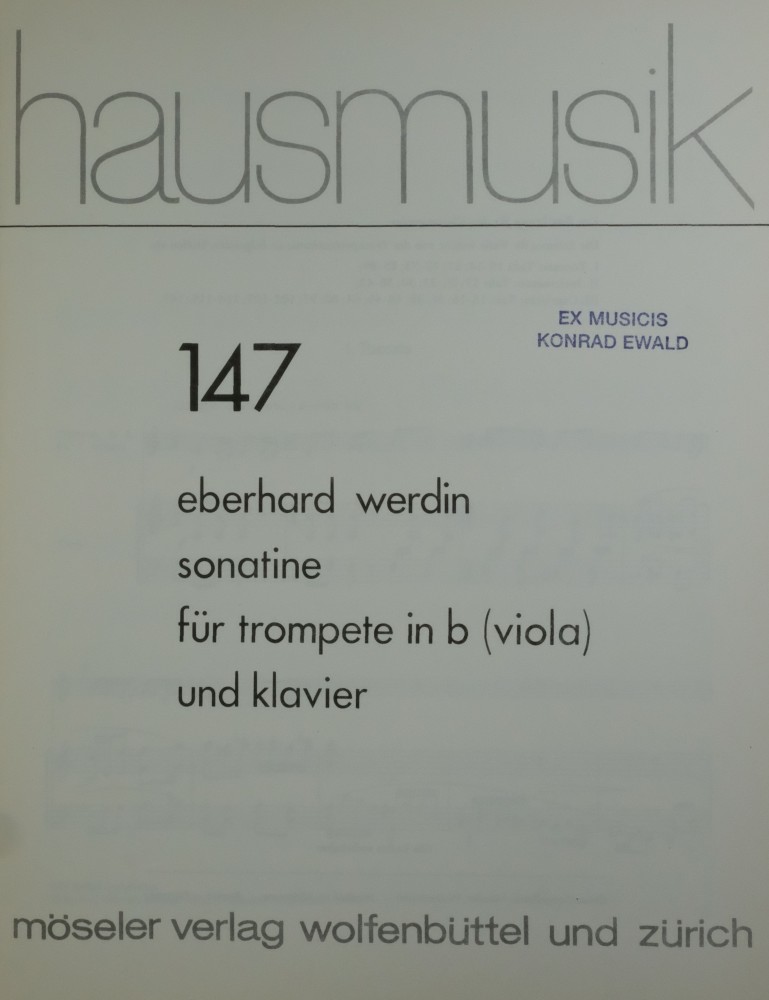 hausmusik
EX MUSICIS
KONRAD EWALD
147
eberhard werdin
sonatine
für trompete in b (viola)
und klavier
möseler verlag wolfenbüttel und zürich